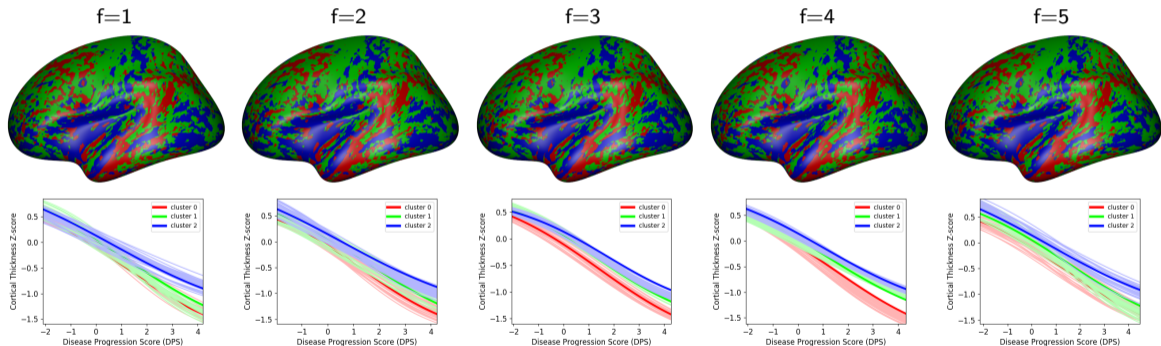 f=1 f=2 f=3 f=4 f=5
Cortical Thickness Z-score
0.5
0.0
−0.5
−1.0
−1.5
cluster 0
cluster 1
cluster 2
−2 −1 0 1 2 3 4
Disease Progression Score (DPS)
Cortical Thickness Z-score
0.5
0.0
−0.5
−1.0
−1.5
cluster 0
cluster 1
cluster 2
−2 −1 0 1 2 3 4
Disease Progression Score (DPS)
Cortical Thickness Z-score
0.5
0.0
−0.5
−1.0
−1.5
cluster 0
cluster 1
cluster 2
−2 −1 0 1 2 3 4
Disease Progression Score (DPS)
Cortical Thickness Z-score
0.5
0.0
−0.5
−1.0
−1.5
cluster 0
cluster 1
cluster 2
−2 −1 0 1 2 3 4
Disease Progression Score (DPS)
Cortical Thickness Z-score
0.5
0.0
−0.5
−1.0
−1.5
cluster 0
cluster 1
cluster 2
−2 −1 0 1 2 3 4
Disease Progression Score (DPS)